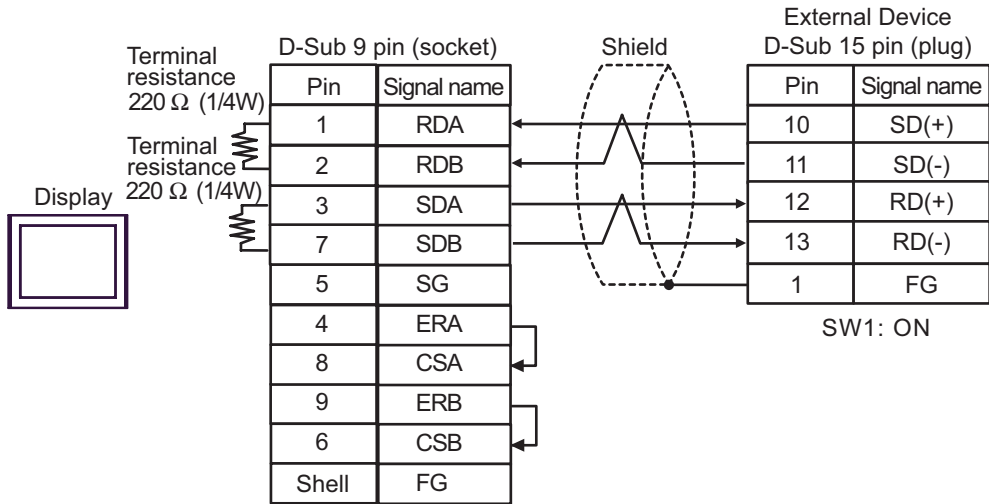 External Device
D-Sub 9 pin (socket) Shield D-Sub 15 pin (plug)
Terminal
resistance
220 Ω (1/4W)
Terminal
resistance
220 Ω (1/4W)
Display
Pin Signal name
1 RDA
2 RDB
3 SDA
7 SDB
5 SG
4 ERA
8 CSA
9 ERB
6 CSB
Shell FG
Pin Signal name
10 SD(+)
11 SD(-)
12 RD(+)
13 RD(-)
1 FG
SW1: ON